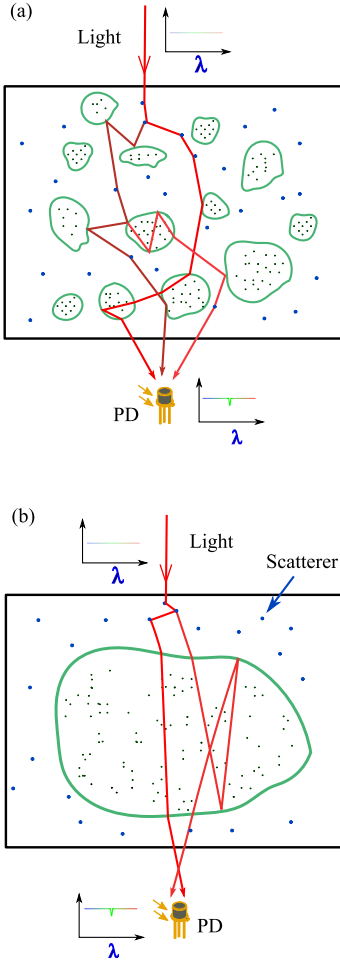 (a)
Light
λ
PD
λ
(b)
Light
λ
Scatterer
PD
λ